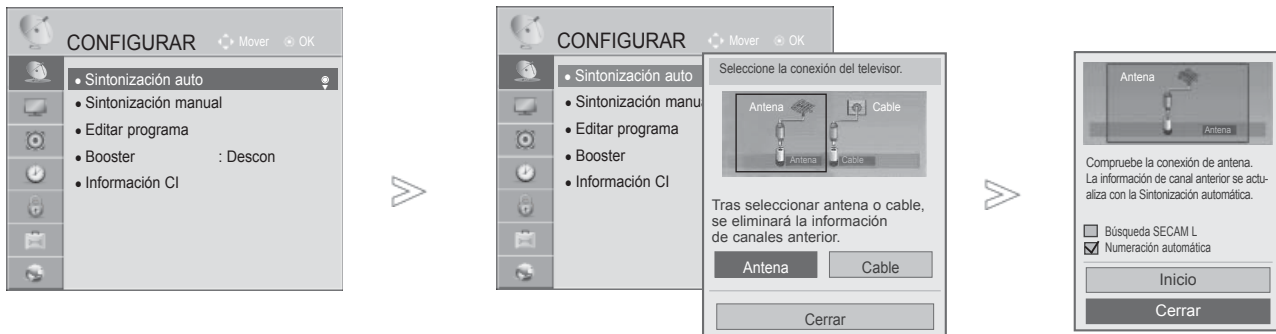 CONFIGURAR Mover OK
• Sintonización auto
• Sintonización manual
• Editar programa
• Booster : Descon
• Información CI
CONFIGURAR Mover OK
• Sintonización auto
• Sintonización manua
• Editar programa
• Booster
• Información CI
Seleccione la conexión del televisor.
Antena Cable
Antena Cable
Tras seleccionar antena o cable,
se eliminará la información
de canales anterior.
Antena Cable
Cerrar
Antena
Antena
Compruebe la conexión de antena.
La información de canal anterior se actu-
aliza con la Sintonización automática.
Búsqueda SECAM L
Numeración automática
Inicio
Cerrar